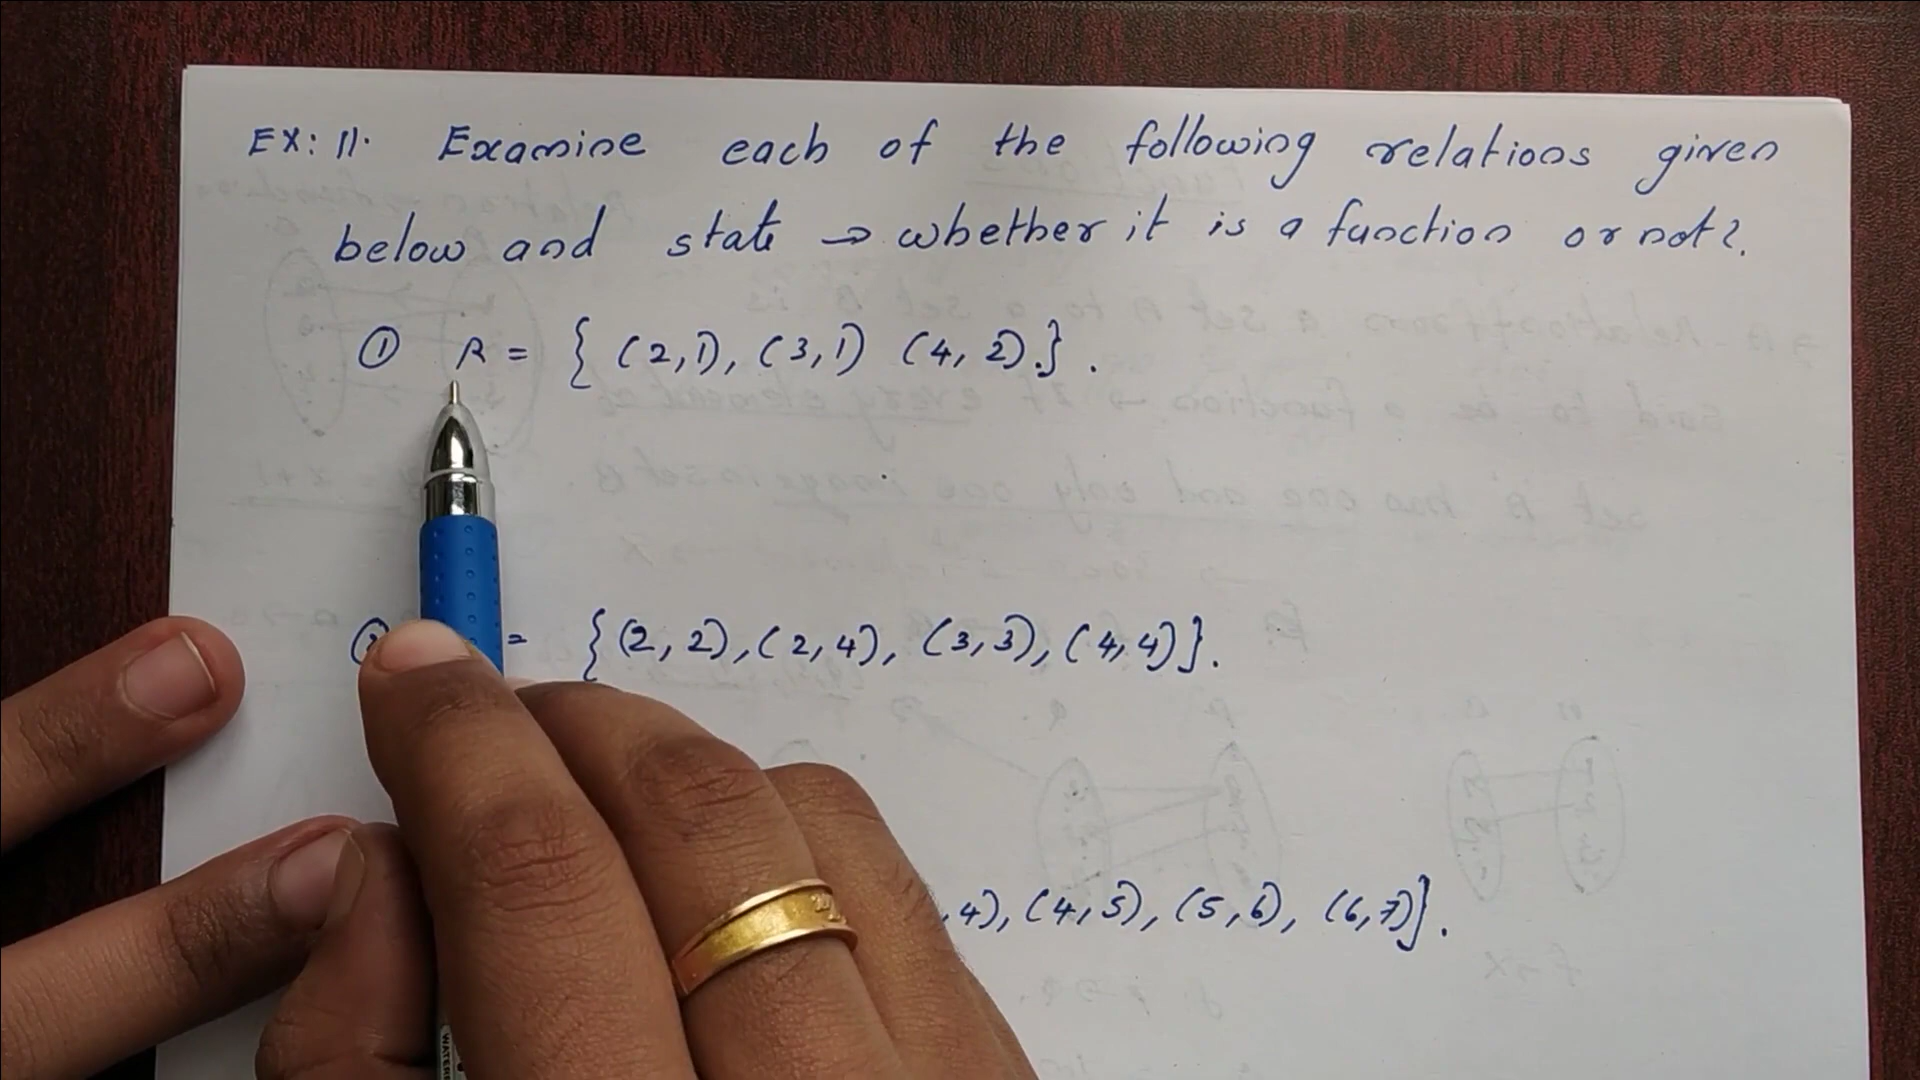 EX: 11. Examine each of the following relations given
below and state → whether it is a function or not?.
① R = { (2,1), (3,1) (4, 2).} .
= {(2, 2), (2, 4), (3, 3), (4, 4)}.
, 4), (4, 5), (5, 6), (6, 7)}.